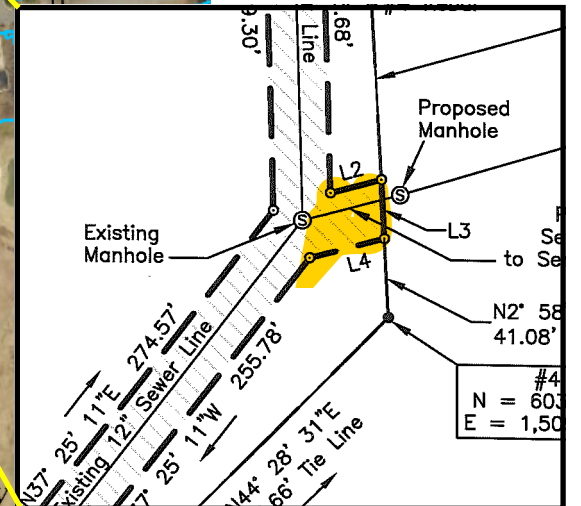 9.30'
Line
.68'
Proposed
Manhole
L2
S
S
L3
Existing
Manhole
L4
to Se
Se
N2° 58
41.08'
274.57'
N37° 25' 11"E
Existing 12" Sewer Line
255.78'
7° 25' 11"W
#4
N = 603
E = 1,50
N44° 28' 31"E
66' Tie Line